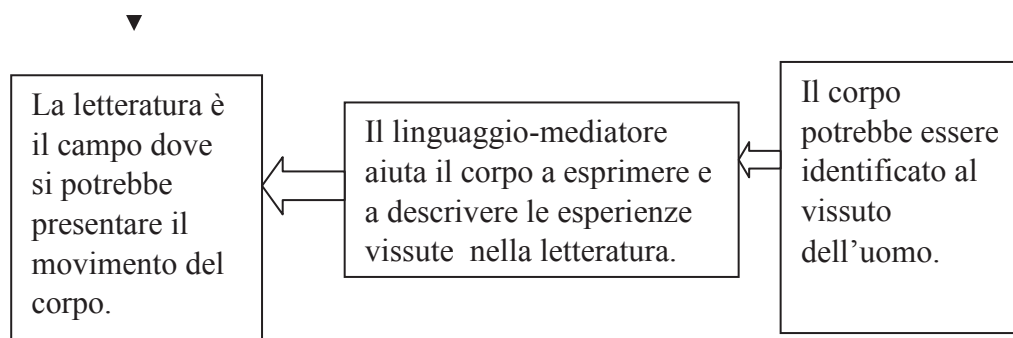 La letteratura è
il campo dove
si potrebbe
presentare il
movimento del
corpo.
Il linguaggio-mediatore
aiuta il corpo a esprimere e
a descrivere le esperienze
vissute nella letteratura.
Il corpo
potrebbe essere
identificato al
vissuto
dell’uomo.